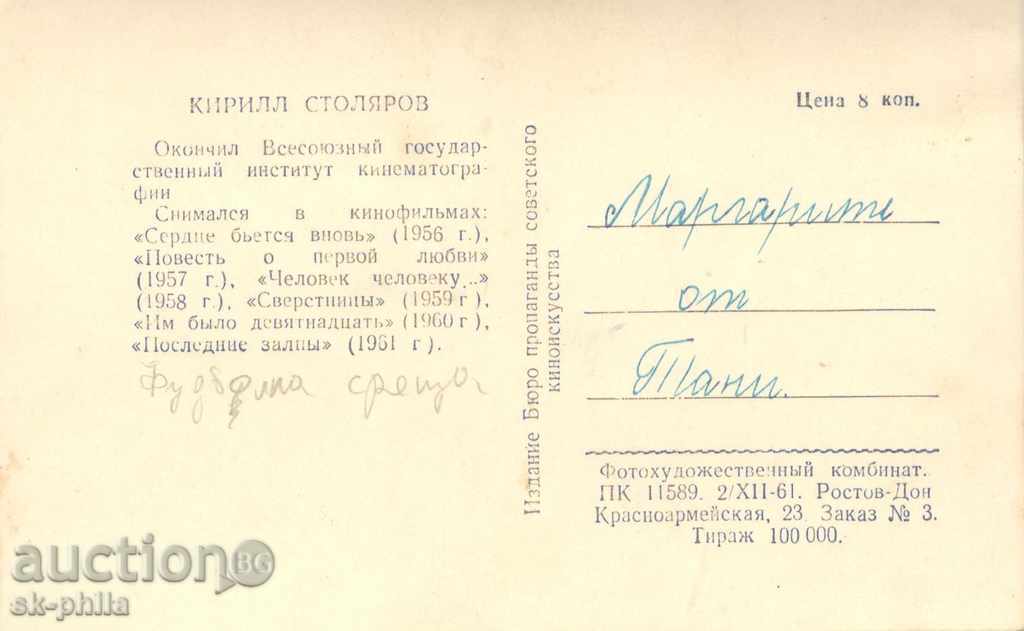 КИРИЛЛ СТОЛЯРОВ
Окончил Всесоюзный государ-
ственный институт кинематогра-
фии
Снимался в кинофильмах:
«Сердце бьется вновь» (1956 г.),
«Повесть о первой любви»
(1957 г.), «Человек человеку...»
(1958 г.), «Сверстницы» (1959 г)
«Им было девятнадцать» (1960 г),
«Последние залпы» (1961 г).
Футболна среща
Издание Бюро пропаганды советского
киноискусства
Цена 8 коп.
Маргарите
от
Тани.
Фотохудожественный комбинат.
ПК 11589. 2/XII-61. Ростов-Дон
Красноармейская, 23. Заказ № 3.
Тираж 100 000.
auction BG
sk-phila